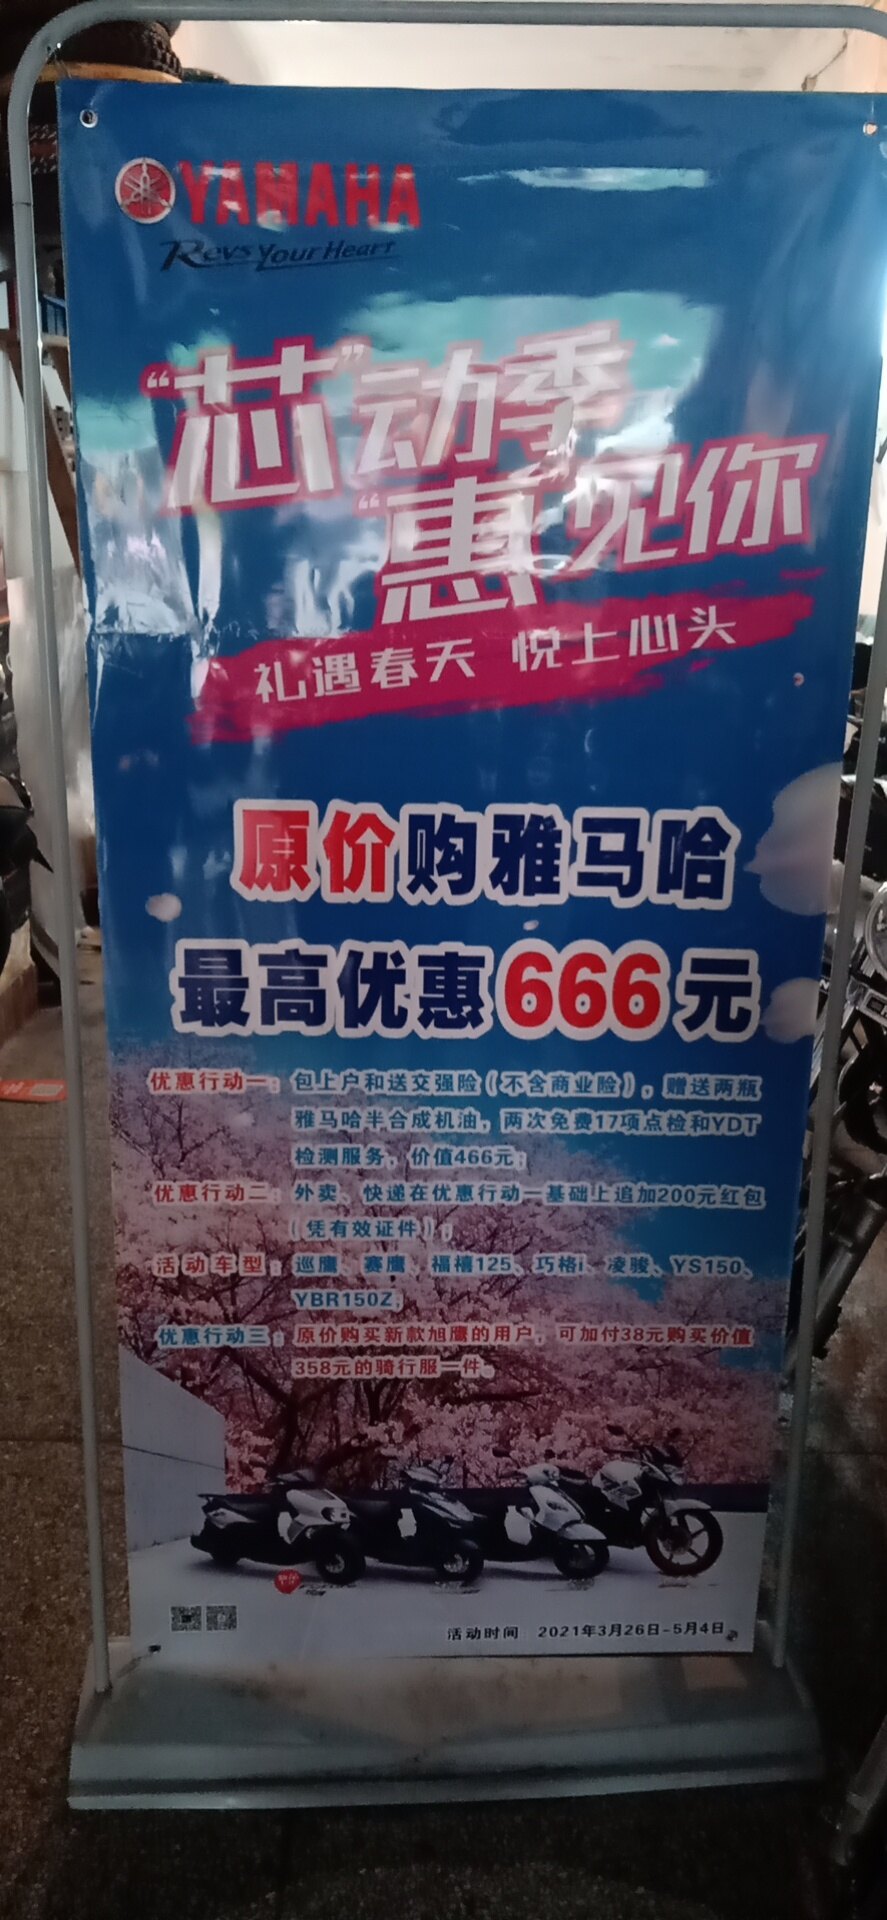 YAMAHA
Revs Your Heart
“芯”动季
“惠”见你
礼遇春天 悦上心头
原价购雅马哈
最高优惠666元
优惠行动一：包上户和送交强险（不含商业险），赠送两瓶
雅马哈半合成机油，两次免费17项点检和YDT
检测服务，价值466元；
优惠行动二：外卖、快递在优惠行动一基础上追加200元红包
（凭有效证件）；
活动车型：巡鹰、赛鹰、福禧125、巧格i、凌骏、YS150、
YBR150Z；
优惠行动三：原价购买新款旭鹰的用户，可加付38元购买价值
358元的骑行服一件。
活动时间 2021年3月26日-5月4日